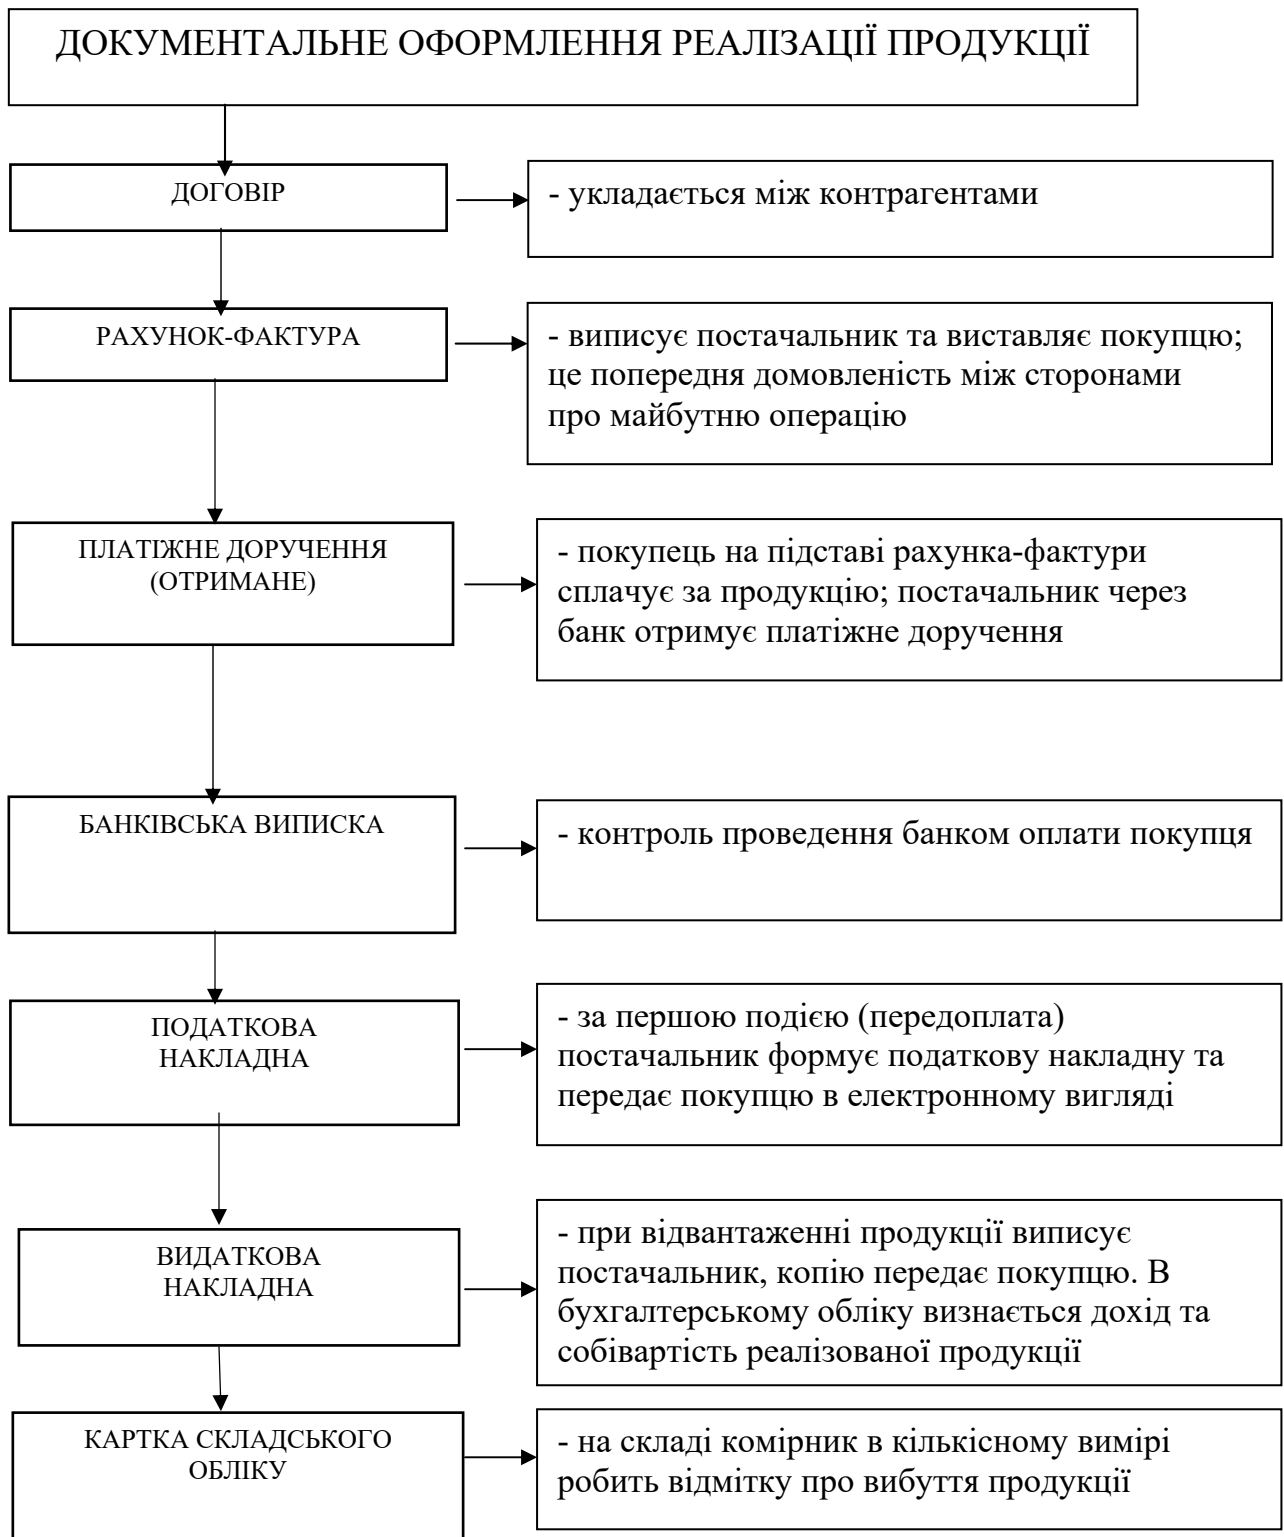 ДОКУМЕНТАЛЬНЕ ОФОРМЛЕННЯ РЕАЛІЗАЦІЇ ПРОДУКЦІЇ
ДОГОВІР
- укладається між контрагентами
РАХУНОК-ФАКТУРА
- виписує постачальник та виставляє покупцю;
це попередня домовленість між сторонами
про майбутню операцію
ПЛАТІЖНЕ ДОРУЧЕННЯ
(ОТРИМАНЕ)
- покупець на підставі рахунка-фактури
сплачує за продукцію; постачальник через
банк отримує платіжне доручення
БАНКІВСЬКА ВИПИСКА
- контроль проведення банком оплати покупця
ПОДАТКОВА
НАКЛАДНА
- за першою подією (передоплата)
постачальник формує податкову накладну та
передає покупцю в електронному вигляді
ВИДАТКОВА
НАКЛАДНА
- при відвантаженні продукції виписує
постачальник, копію передає покупцю. В
бухгалтерському обліку визнається дохід та
собівартість реалізованої продукції
КАРТКА СКЛАДСЬКОГО
ОБЛІКУ
- на складі комірник в кількісному вимірі
робить відмітку про вибуття продукції